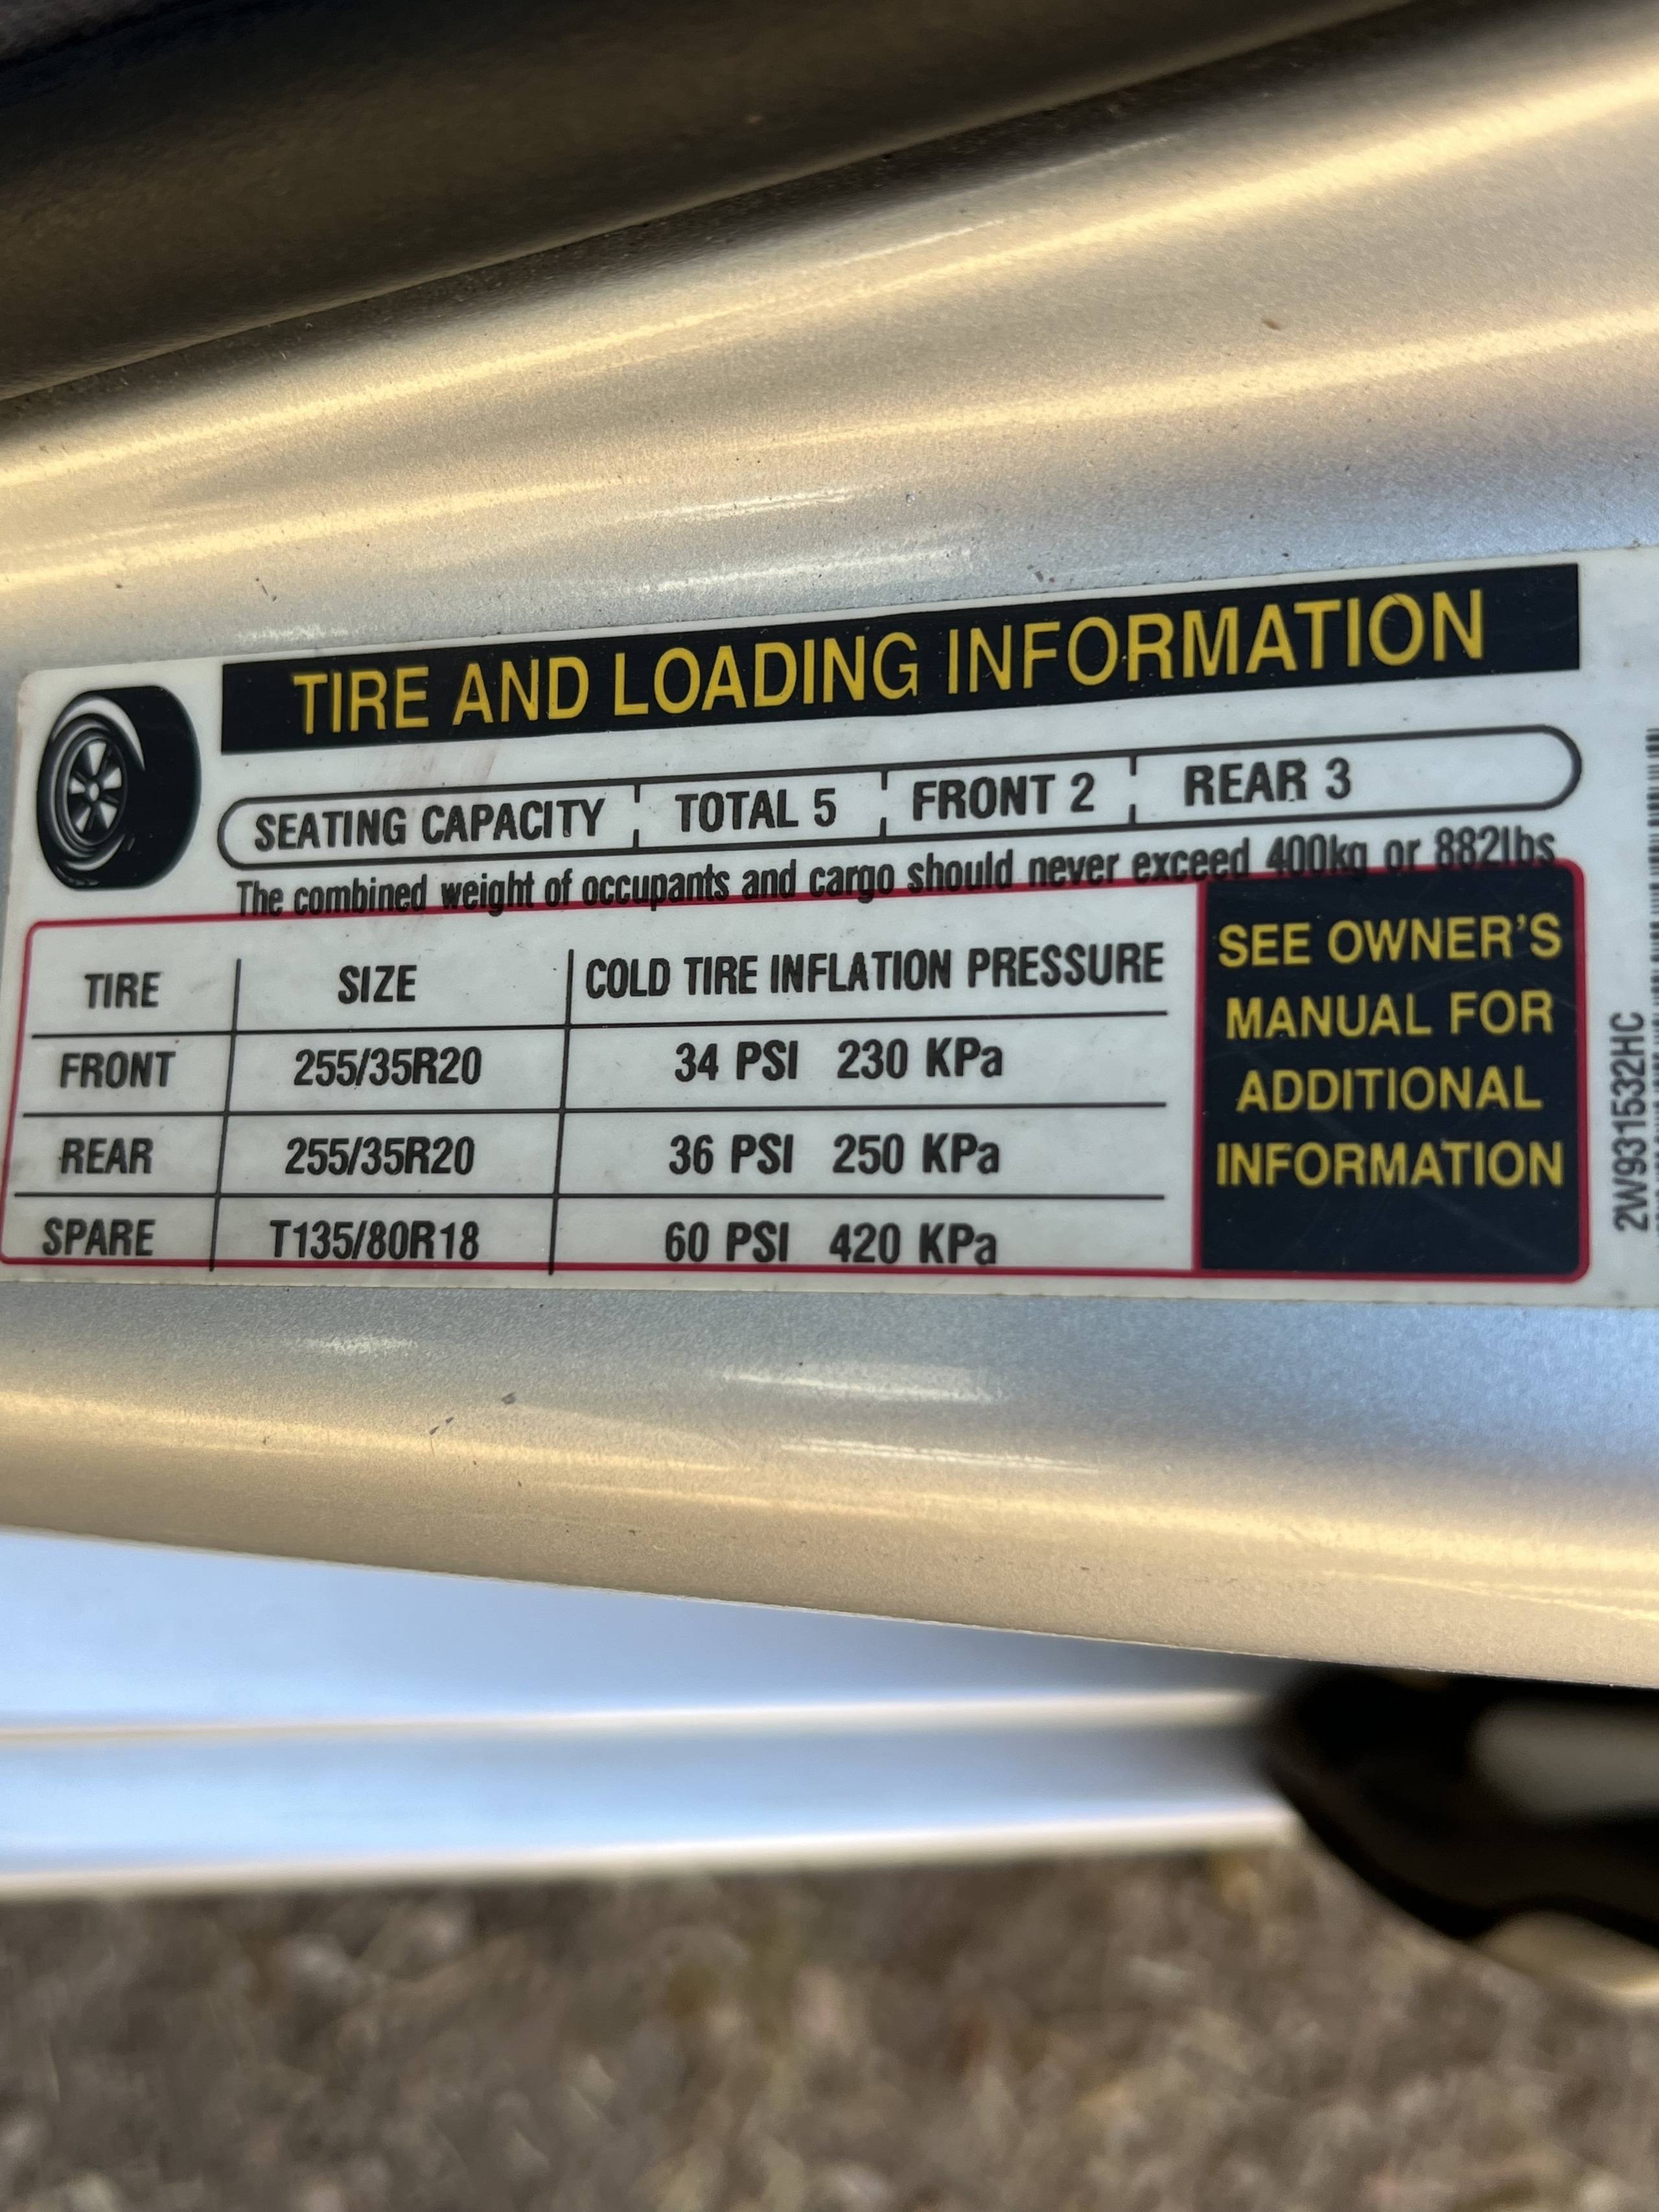 TIRE AND LOADING INFORMATION
SEATING CAPACITY TOTAL 5 FRONT 2 REAR 3
The combined weight of occupants and cargo should never exceed 400kg or 882lbs
TIRE SIZE COLD TIRE INFLATION PRESSURE
FRONT 255/35R20 34 PSI 230 KPa
REAR 255/35R20 36 PSI 250 KPa
SPARE T135/80R18 60 PSI 420 KPa
SEE OWNER'S
MANUAL FOR
ADDITIONAL
INFORMATION
2W931532HC